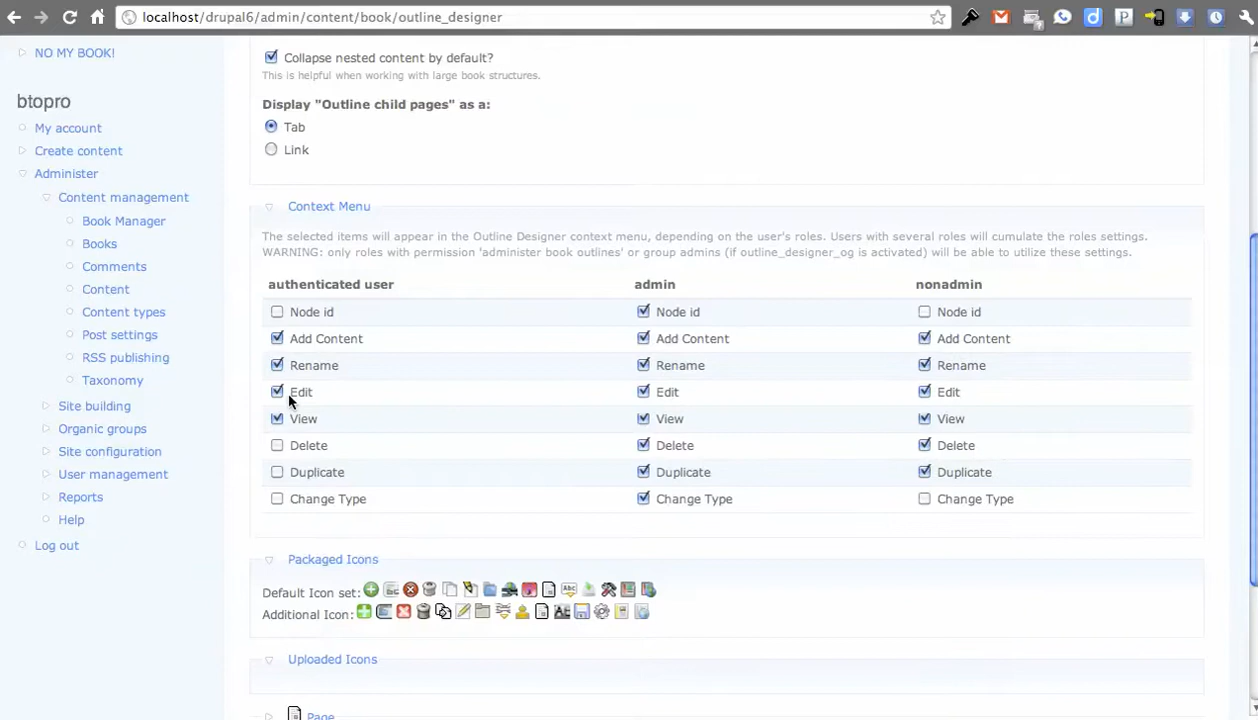 localhost/drupal6/admin/content/book/outline_designer
NO MY BOOK!
btopro
My account
Create content
Administer
Content management
Book Manager
Books
Comments
Content
Content types
Post settings
RSS publishing
Taxonomy
Site building
Organic groups
Site configuration
User management
Reports
Help
Log out
Collapse nested content by default?
This is helpful when working with large book structures.
Display "Outline child pages" as a:
Tab
Link
Context Menu
The selected items will appear in the Outline Designer context menu, depending on the user's roles. Users with several roles will cumulate the roles settings.
WARNING: only roles with permission 'administer book outlines' or group admins (if outline_designer_og is activated) will be able to utilize these settings.
authenticated user admin nonadmin
Node id Node id Node id
Add Content Add Content Add Content
Rename Rename Rename
Edit Edit Edit
View View View
Delete Delete Delete
Duplicate Duplicate Duplicate
Change Type Change Type Change Type
Packaged Icons
Default Icon set:
Additional Icon:
Uploaded Icons
Page